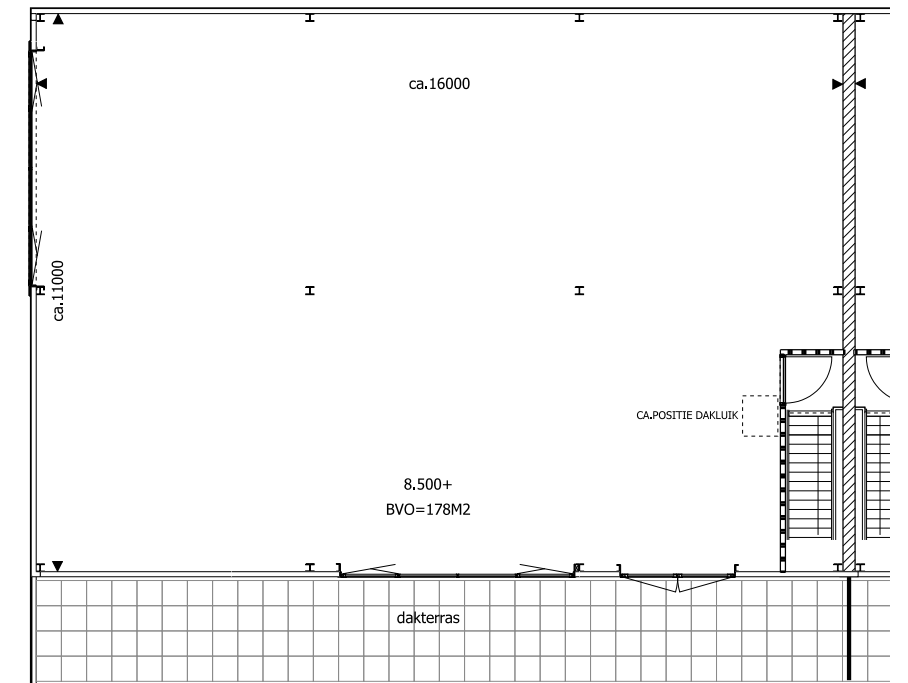 ca.16000
ca.11000
CA.POSITIE DAKLUIK
8.500+
BVO=178M2
dakterras